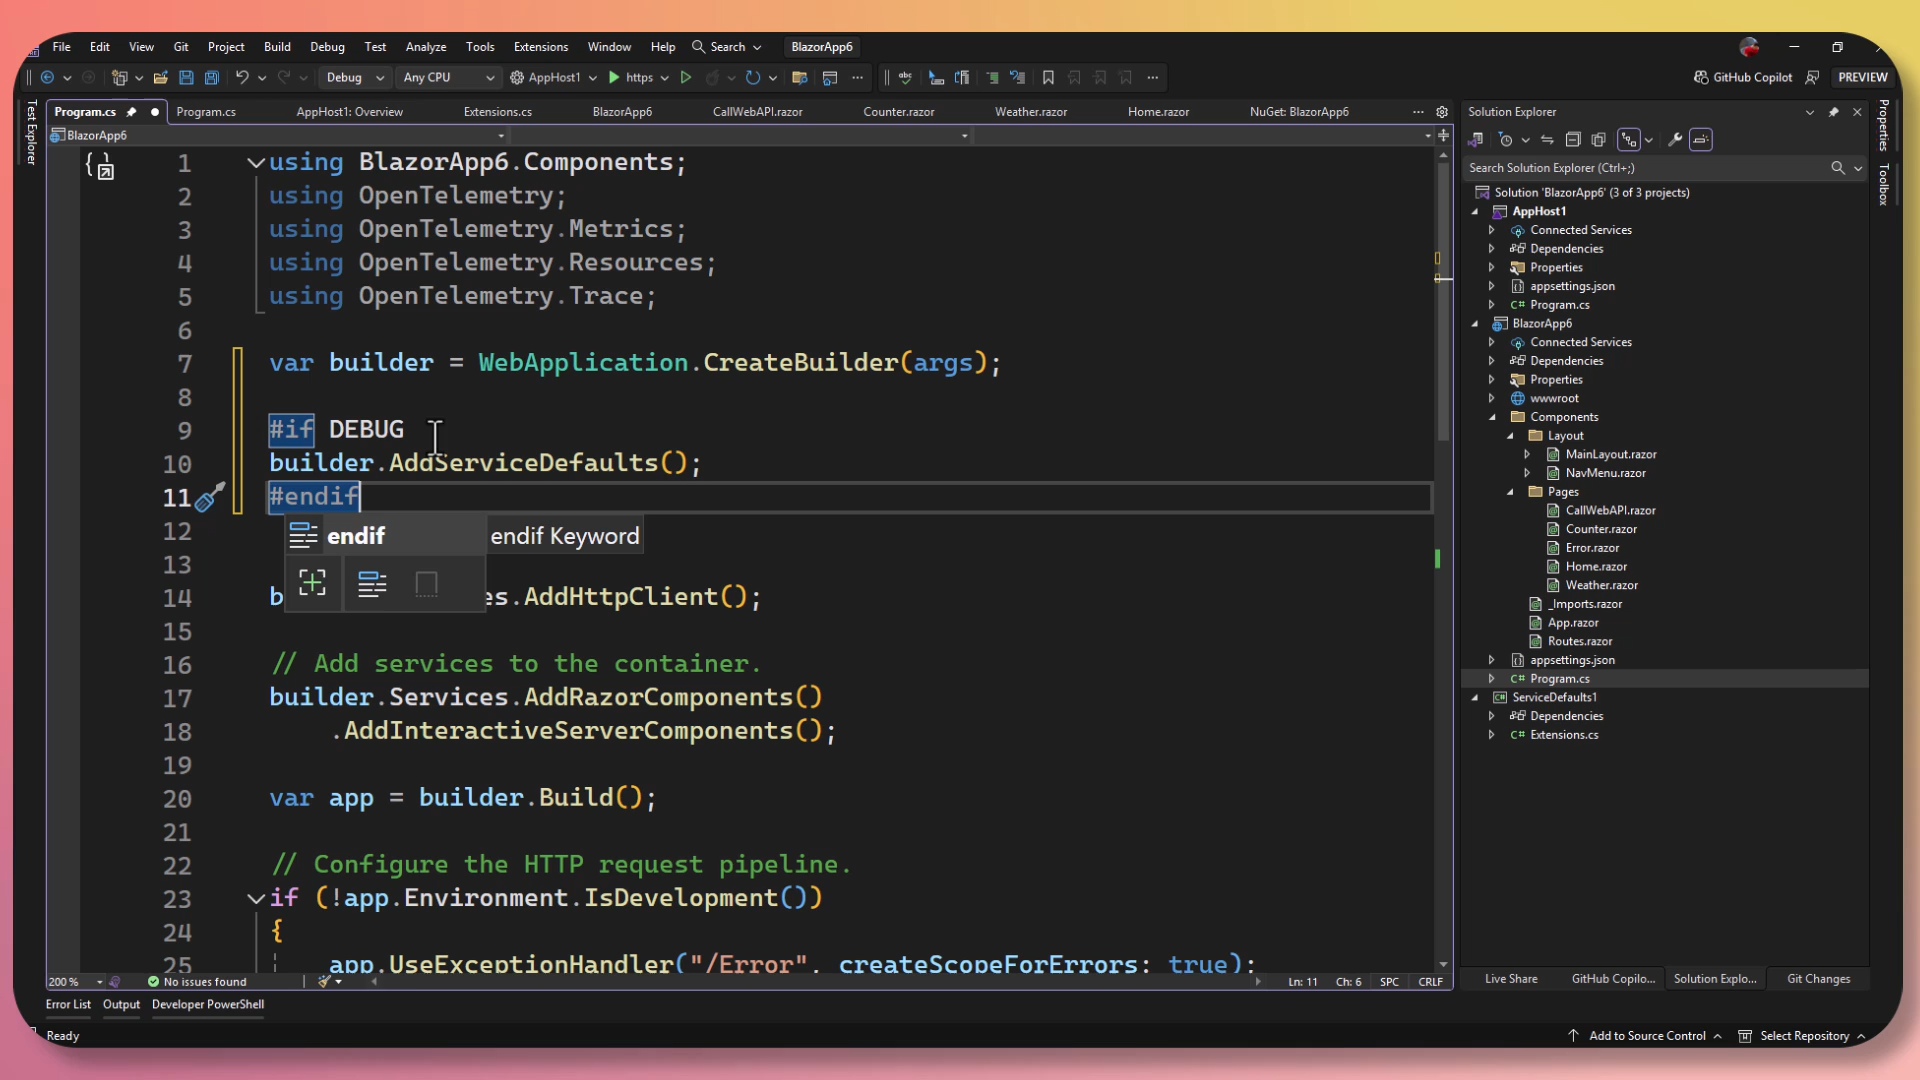 File Edit View Git Project Build Debug Test Analyze Tools Extensions Window Help Search BlazorApp6
Debug Any CPU AppHost1 https GitHub Copilot PREVIEW
Program.cs Program.cs AppHost1: Overview Extensions.cs BlazorApp6 CallWebAPI.razor Counter.razor Weather.razor Home.razor NuGet: BlazorApp6
BlazorApp6
Test Explorer
1 using BlazorApp6.Components;
2 using OpenTelemetry;
3 using OpenTelemetry.Metrics;
4 using OpenTelemetry.Resources;
5 using OpenTelemetry.Trace;
6
7 var builder = WebApplication.CreateBuilder(args);
8
9 #if DEBUG
10 builder.AddServiceDefaults();
11 #endif
12 endif endif Keyword
13
14 b es.AddHttpClient();
15
16 // Add services to the container.
17 builder.Services.AddRazorComponents()
18 .AddInteractiveServerComponents();
19
20 var app = builder.Build();
21
22 // Configure the HTTP request pipeline.
23 if (!app.Environment.IsDevelopment())
24 {
25 app.UseExceptionHandler("/Error", createScopeForErrors: true);
200 % No issues found Ln: 11 Ch: 6 SPC CRLF
Error List Output Developer PowerShell
Ready
Solution Explorer
Search Solution Explorer (Ctrl+;)
Solution 'BlazorApp6' (3 of 3 projects)
AppHost1
Connected Services
Dependencies
Properties
appsettings.json
C# Program.cs
BlazorApp6
Connected Services
Dependencies
Properties
wwwroot
Components
Layout
MainLayout.razor
NavMenu.razor
Pages
CallWebAPI.razor
Counter.razor
Error.razor
Home.razor
Weather.razor
_Imports.razor
App.razor
Routes.razor
appsettings.json
C# Program.cs
C# ServiceDefaults1
Dependencies
C# Extensions.cs
Live Share GitHub Copilo... Solution Explo... Git Changes
Properties
Toolbox
Add to Source Control Select Repository